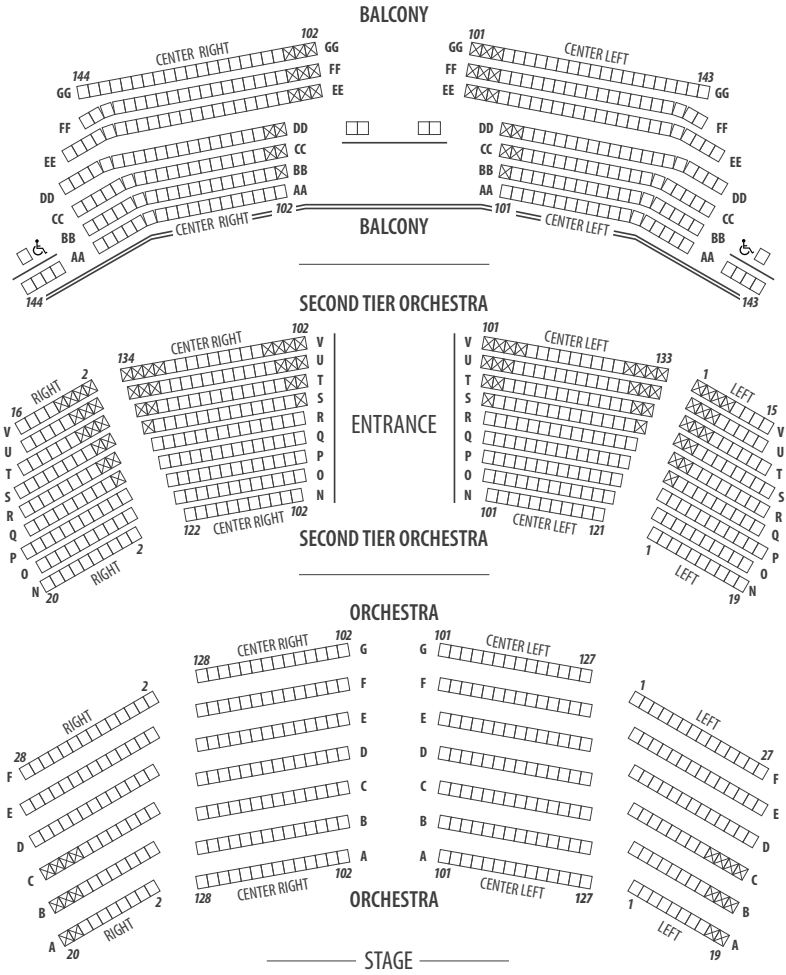 BALCONY
CENTER RIGHT 102 GG GG 101 CENTER LEFT
144 FF FF 143
GG EE EE GG
FF DD DD FF
EE CC CC EE
DD BB BB DD
CC AA AA CC
BB CENTER RIGHT 102 101 CENTER LEFT BB
AA BALCONY AA
144 143
SECOND TIER ORCHESTRA
134 CENTER RIGHT 102 V V 101 CENTER LEFT 133
16 RIGHT 2 U U 1 LEFT 15
T T
S S
V R ENTRANCE R V
U Q Q U
T P P T
S O O S
R N N R
Q 122 CENTER RIGHT 102 101 CENTER LEFT 121 Q
P 2 SECOND TIER ORCHESTRA 1 P
O O
N 20 RIGHT LEFT 19 N
ORCHESTRA
128 CENTER RIGHT 102 G G 101 CENTER LEFT 127
28 RIGHT 2 F F 1 LEFT 27
F E E F
E D D E
D C C D
C B B C
B A A B
128 CENTER RIGHT 102 101 CENTER LEFT 127
A 20 RIGHT 2 ORCHESTRA 1 LEFT 19 A
STAGE